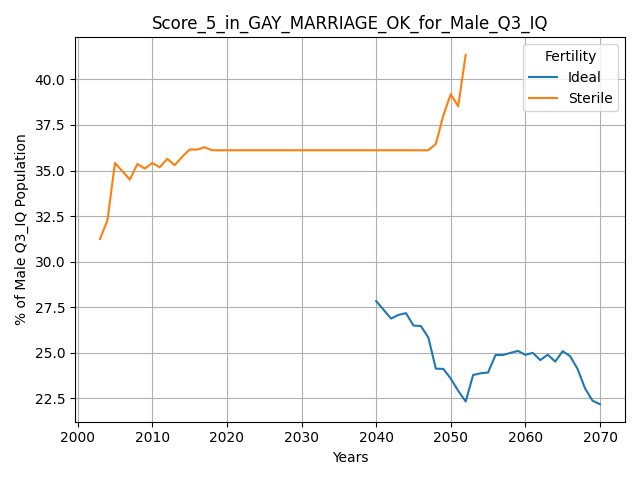 Score_5_in_GAY_MARRIAGE_OK_for_Male_Q3_IQ
Fertility
Ideal
Sterile
% of Male Q3_IQ Population
40.0
37.5
35.0
32.5
30.0
27.5
25.0
22.5
2000 2010 2020 2030 2040 2050 2060 2070
Years